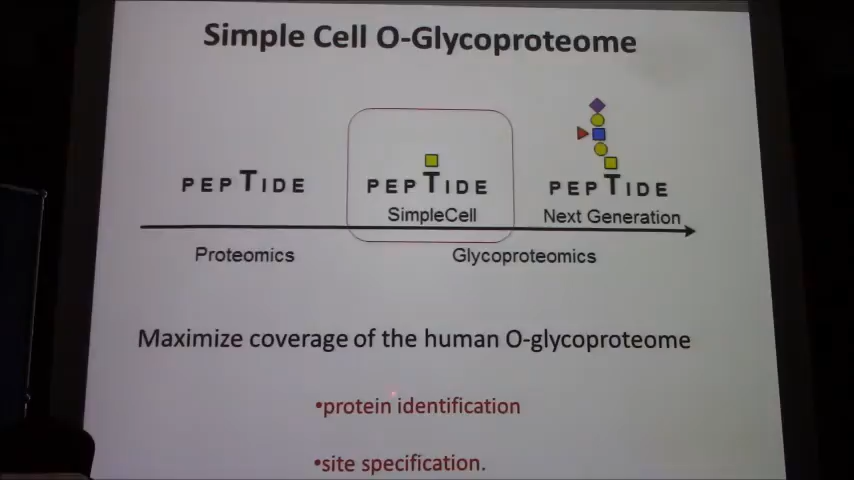 Simple Cell O-Glycoproteome
PEPTIDE
PEPTIDE
PEPTIDE
SimpleCell
Next Generation
Proteomics
Glycoproteomics
Maximize coverage of the human O-glycoproteome
•protein identification
•site specification.